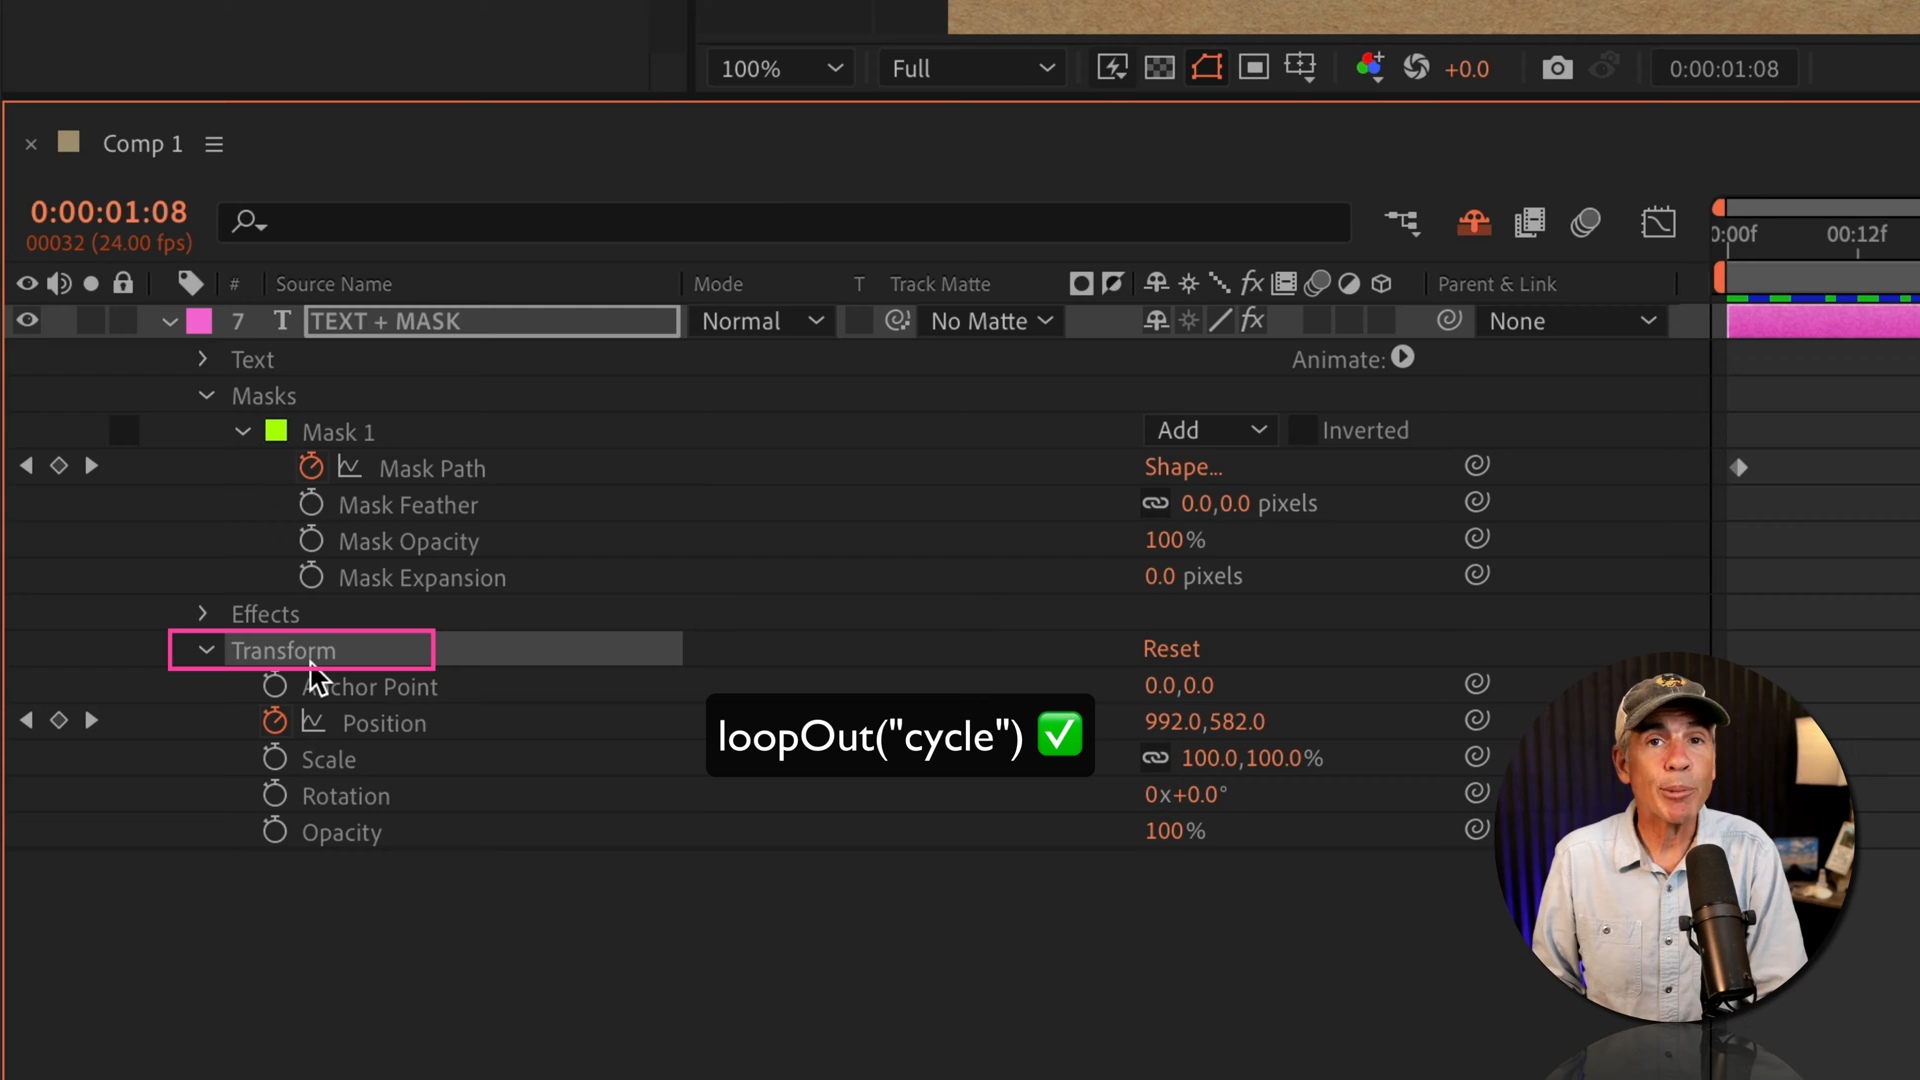 100%
Full
+0.0
0:00:01:08
Comp 1
0:00:01:08
00032 (24.00 fps)
0:00f
00:12f
# Source Name Mode T Track Matte fx Parent & Link
7 T TEXT + MASK Normal No Matte fx None
Text Animate:
Masks
Mask 1 Add Inverted
Mask Path Shape...
Mask Feather 0.0,0.0 pixels
Mask Opacity 100%
Mask Expansion 0.0 pixels
Effects
Transform Reset
Anchor Point 0.0,0.0
Position 992.0,582.0
loopOut("cycle") ✅
Scale 100.0,100.0%
Rotation 0x+0.0°
Opacity 100%